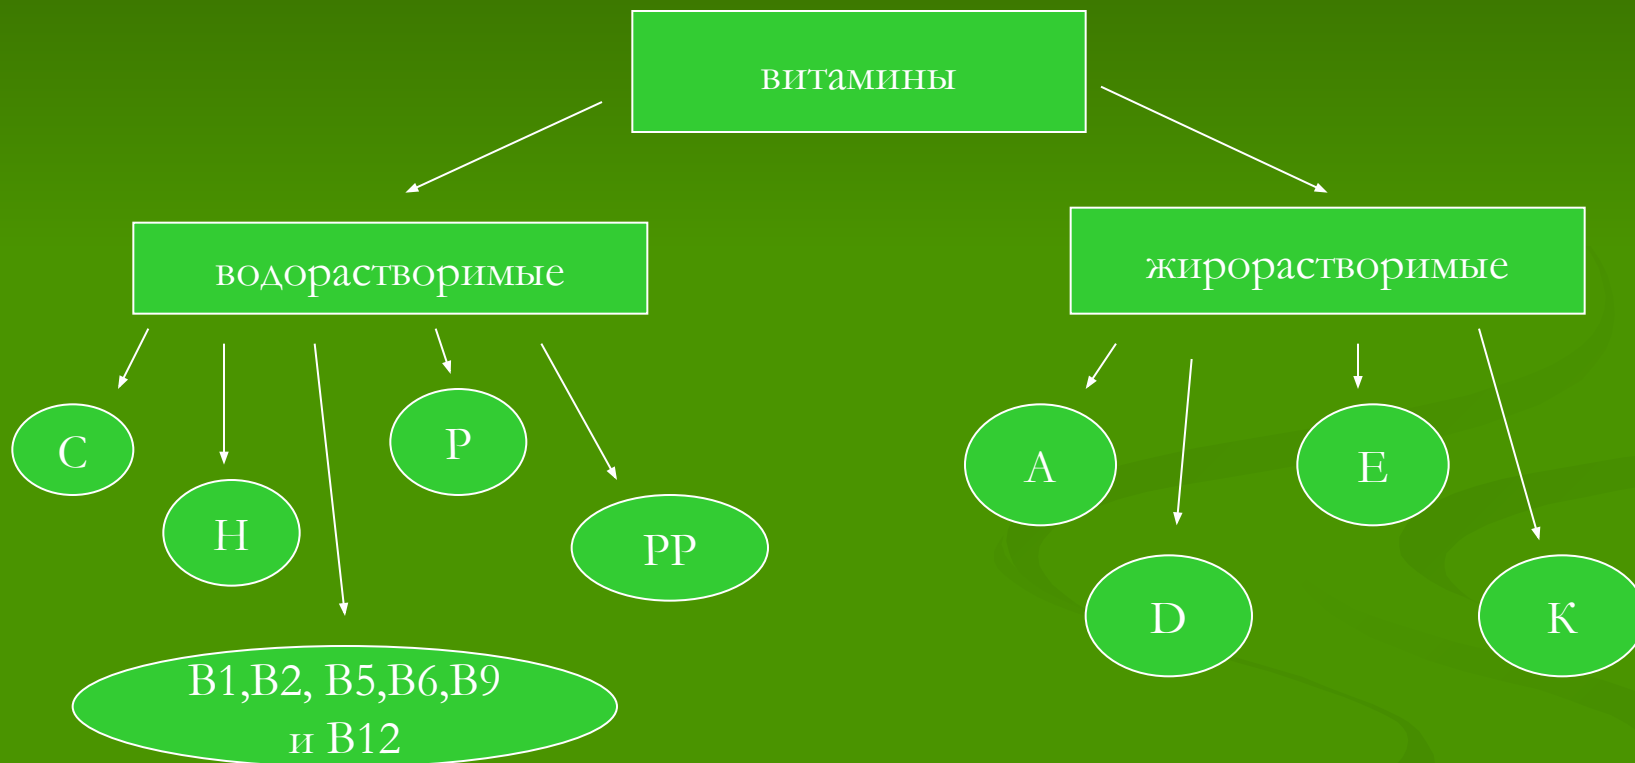 витамины
водорастворимые
жирорастворимые
С
Н
Р
РР
В1,В2, В5,В6,В9
и В12
А
D
Е
К